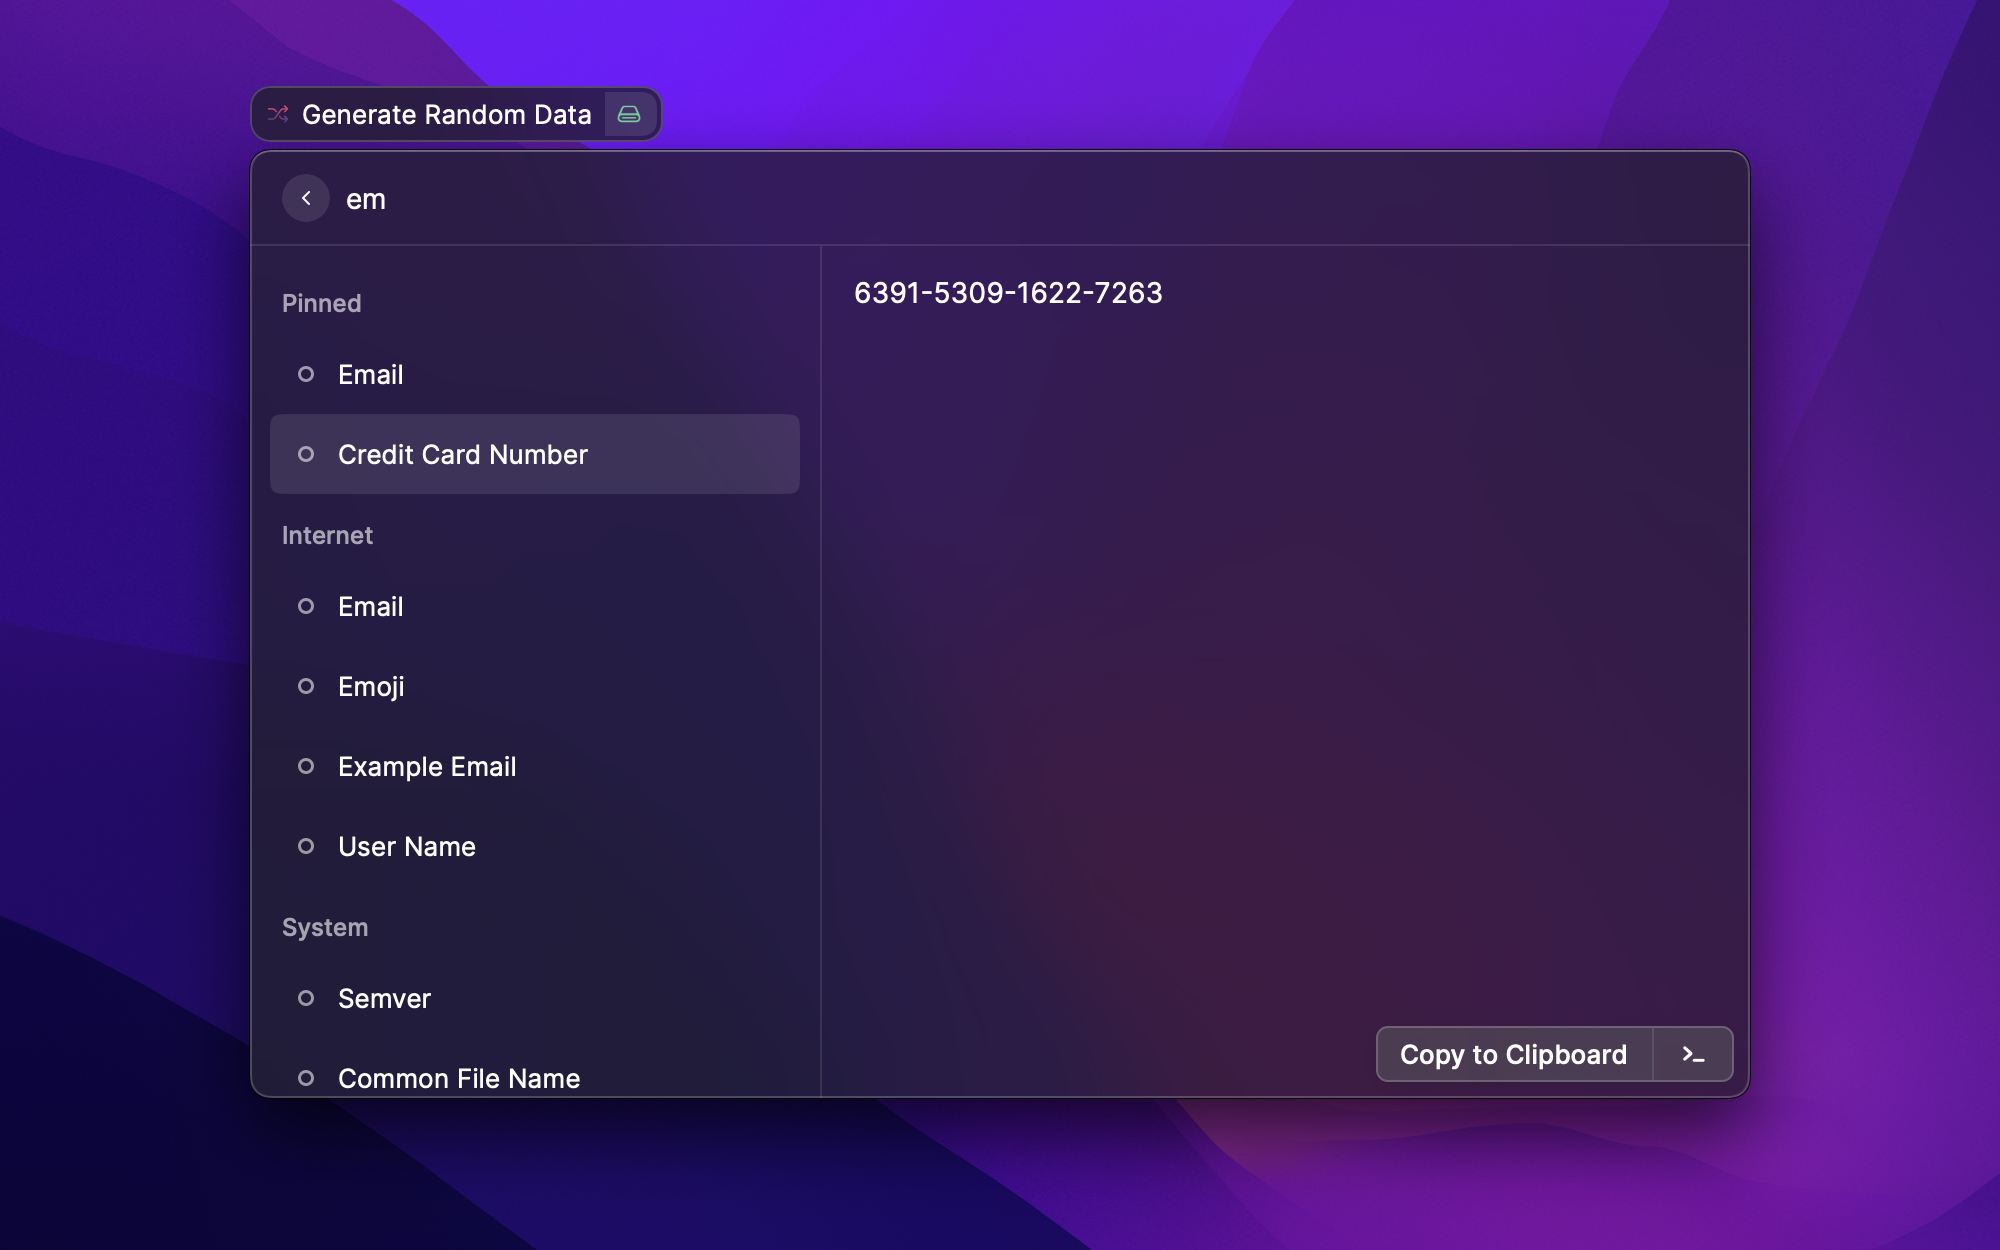 Generate Random Data
em
Pinned
Email
Credit Card Number
Internet
Email
Emoji
Example Email
User Name
System
Semver
Common File Name
6391-5309-1622-7263
Copy to Clipboard